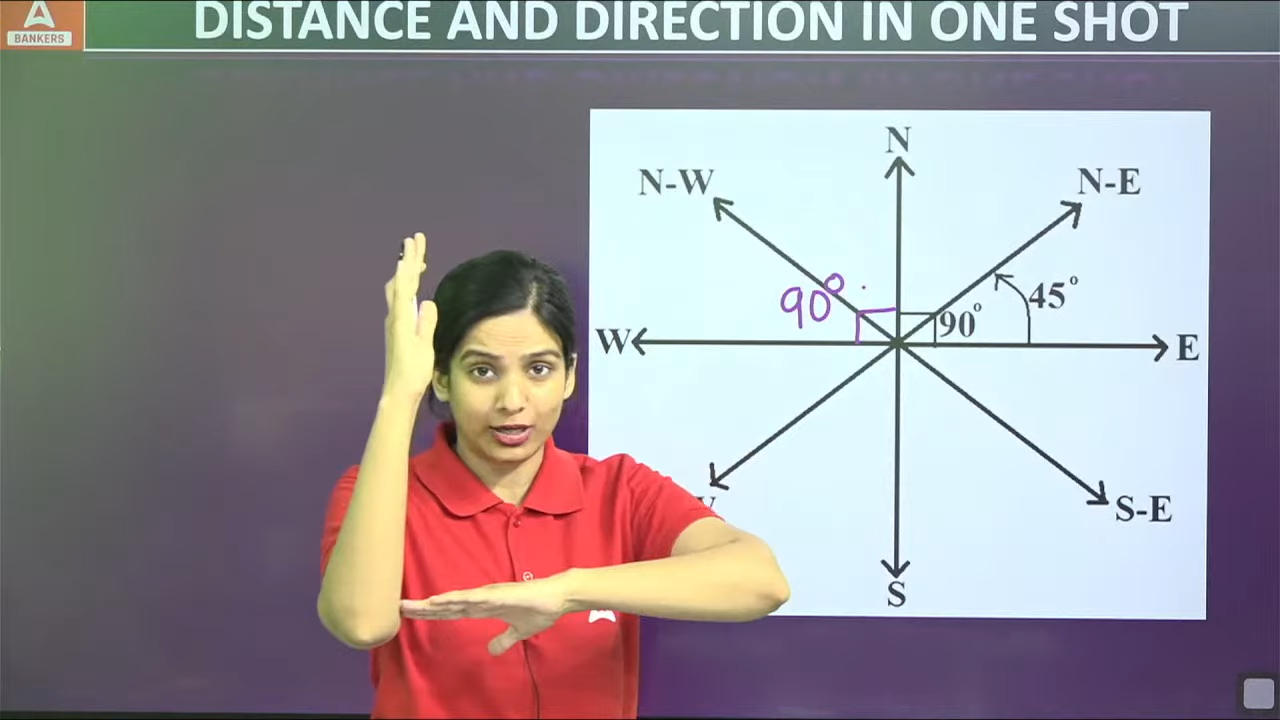 DISTANCE AND DIRECTION IN ONE SHOT
A
BANKERS
N
N-W
N-E
90°
45°
90°
W
E
S-E
S